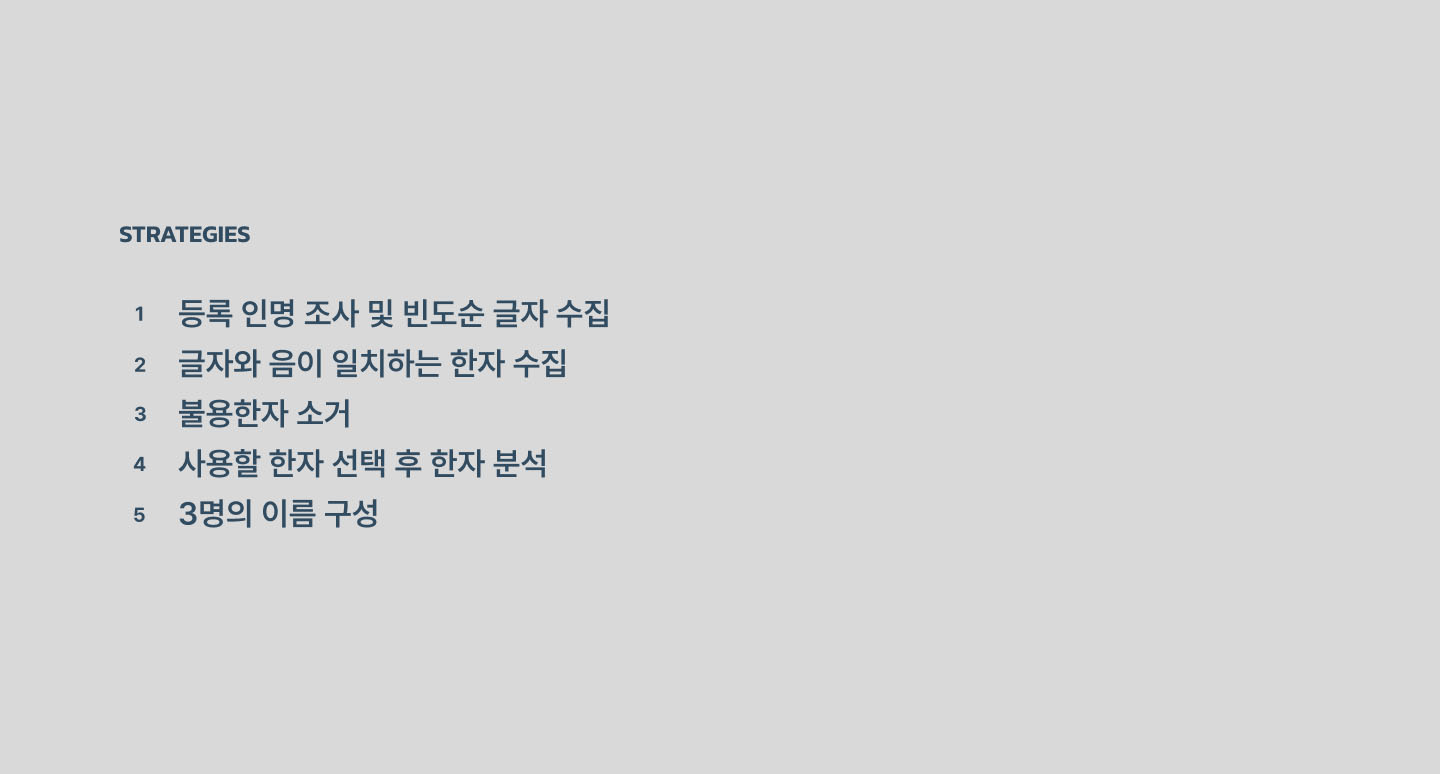 STRATEGIES
1 등록 인명 조사 및 빈도순 글자 수집
2 글자와 음이 일치하는 한자 수집
3 불용한자 소거
4 사용할 한자 선택 후 한자 분석
5 3명의 이름 구성